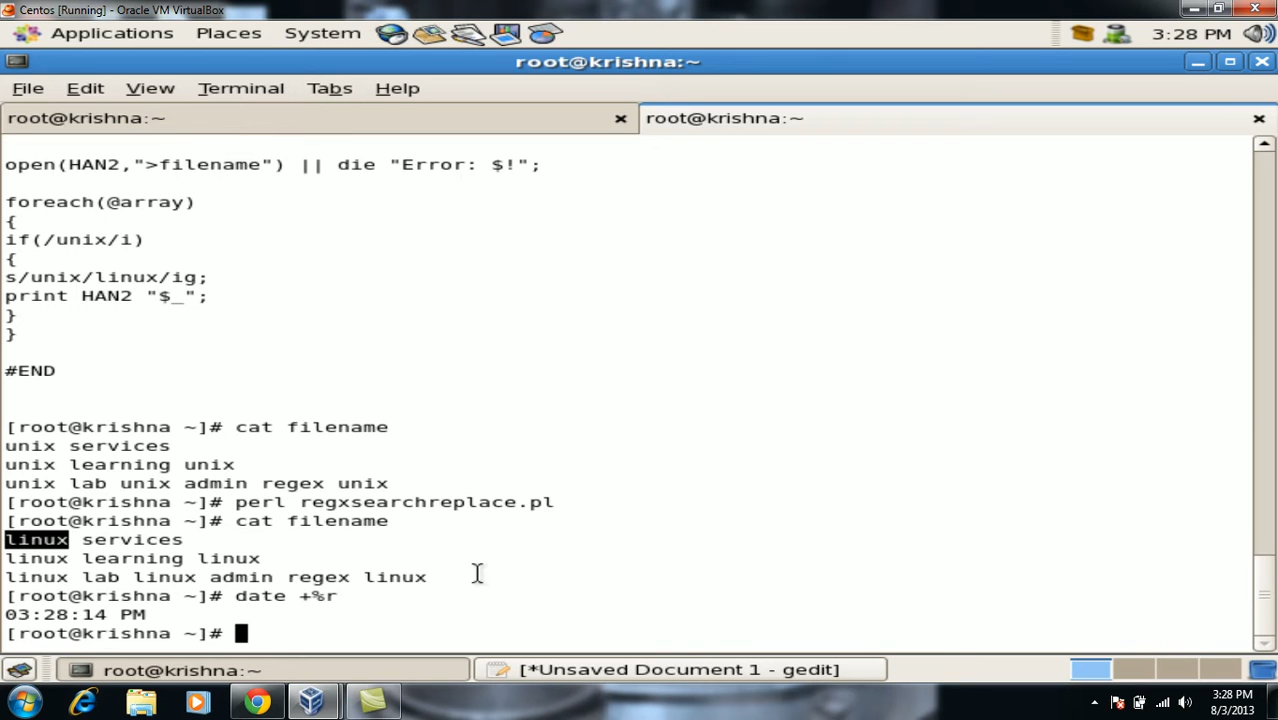 Centos [Running] - Oracle VM VirtualBox
Applications Places System 3:28 PM
root@krishna:~
File Edit View Terminal Tabs Help
root@krishna:~ root@krishna:~
open(HAN2,">filename") || die "Error: $!";
foreach(@array)
{
if(/unix/i)
{
s/unix/linux/ig;
print HAN2 "$_";
}
}
#END
[root@krishna ~]# cat filename
unix services
unix learning unix
unix lab unix admin regex unix
[root@krishna ~]# perl regxsearchreplace.pl
[root@krishna ~]# cat filename
linux services
linux learning linux
linux lab linux admin regex linux
[root@krishna ~]# date +%r
03:28:14 PM
[root@krishna ~]#
root@krishna:~ [*Unsaved Document 1 - gedit]
3:28 PM
8/3/2013